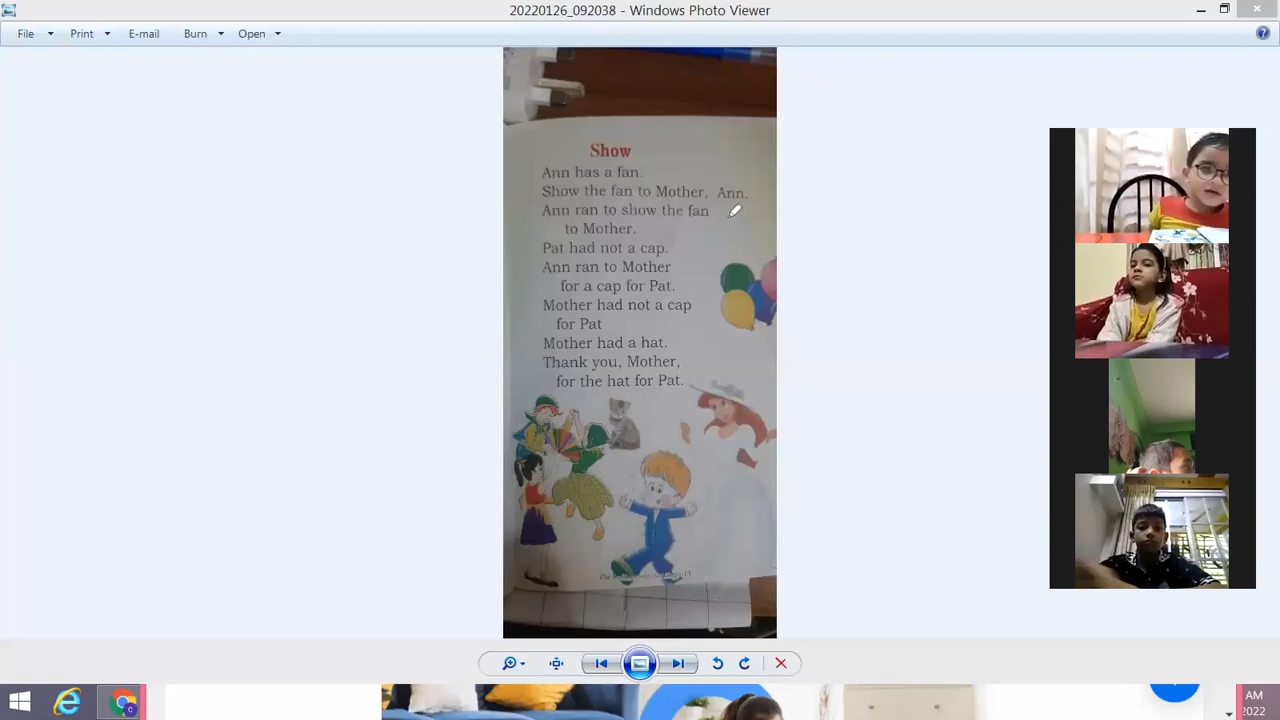 20220126_092038 - Windows Photo Viewer
File Print E-mail Burn Open
Show
Ann has a fan.
Show the fan to Mother, Ann.
Ann ran to show the fan
to Mother.
Pat had not a cap.
Ann ran to Mother
for a cap for Pat.
Mother had not a cap
for Pat
Mother had a hat.
Thank you, Mother,
for the hat for Pat.
AM
2022